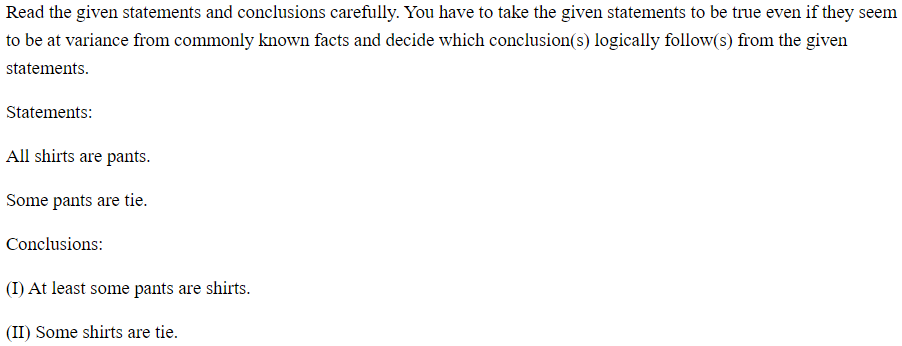 Read the given statements and conclusions carefully. You have to take the given statements to be true even if they seem
to be at variance from commonly known facts and decide which conclusion(s) logically follow(s) from the given
statements.
Statements:
All shirts are pants.
Some pants are tie.
Conclusions:
(I) At least some pants are shirts.
(II) Some shirts are tie.